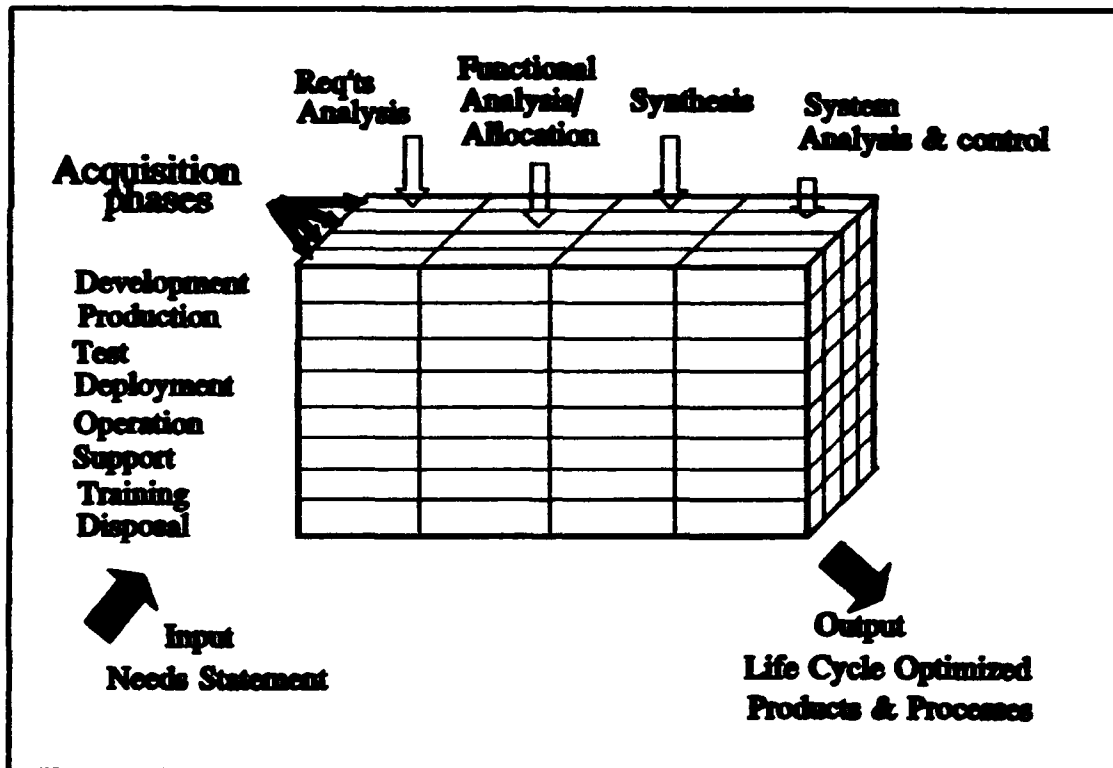 Req'ts
Analysis
Functional
Analysis/
Allocation
Synthesis
System
Analysis & control
Acquisition
phases
Development
Production
Test
Deployment
Operation
Support
Training
Disposal
Input
Needs Statement
Output
Life Cycle Optimized
Products & Processes